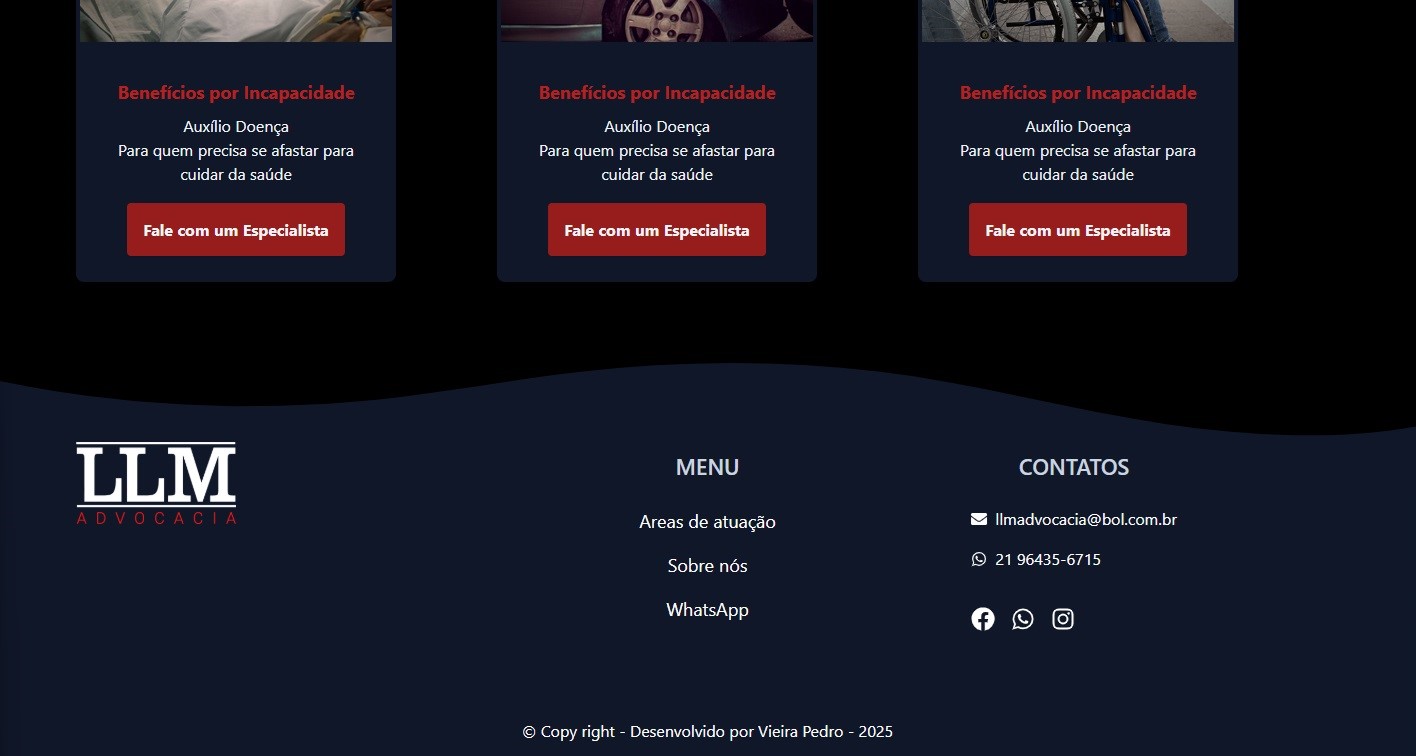 Benefícios por Incapacidade
Auxílio Doença
Para quem precisa se afastar para
cuidar da saúde
Fale com um Especialista
Benefícios por Incapacidade
Auxílio Doença
Para quem precisa se afastar para
cuidar da saúde
Fale com um Especialista
Benefícios por Incapacidade
Auxílio Doença
Para quem precisa se afastar para
cuidar da saúde
Fale com um Especialista
LLM
ADVOCACIA
MENU
Areas de atuação
Sobre nós
WhatsApp
CONTATOS
llmadvocacia@bol.com.br
21 96435-6715
© Copy right - Desenvolvido por Vieira Pedro - 2025